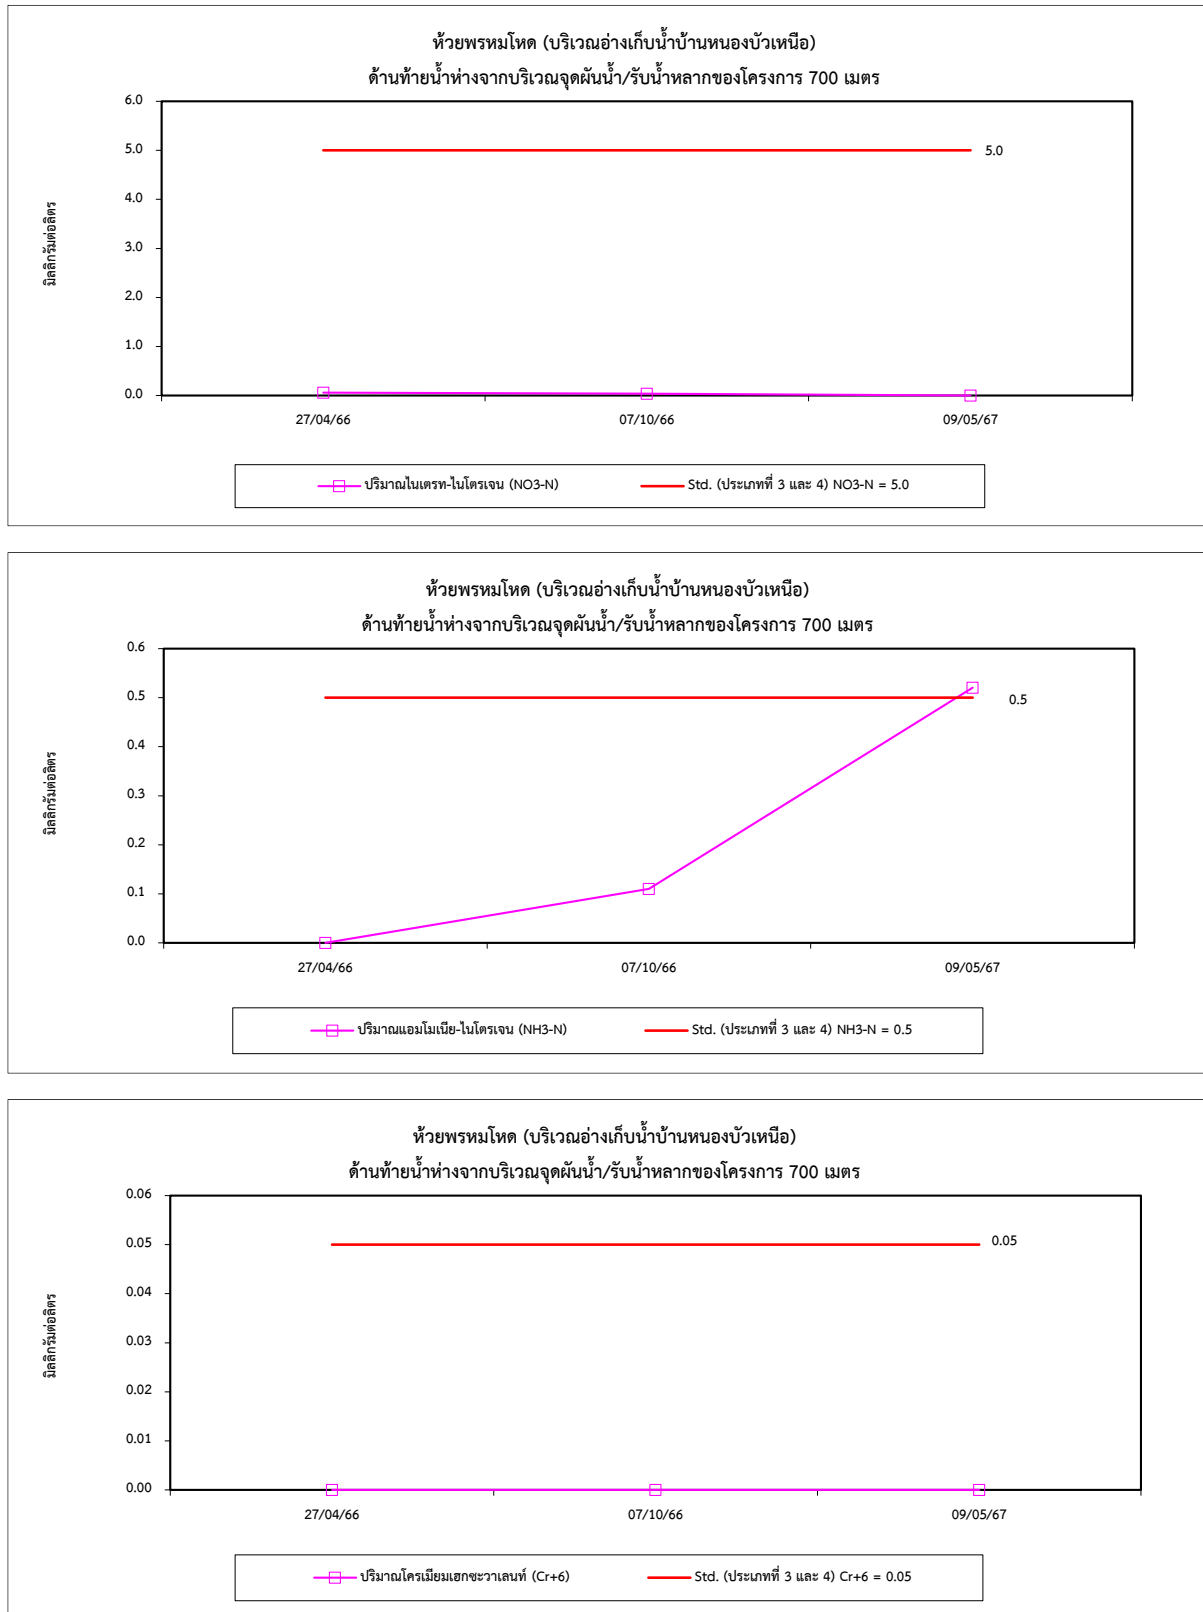 ห้วยพรหมโหด (บริเวณอ่างเก็บน้ำบ้านหนองบัวเหนือ)
ด้านท้ายน้ำห่างจากบริเวณจุดผันน้ำ/รับน้ำหลากของโครงการ 700 เมตร
มิลลิกรัมต่อลิตร
6.0
5.0
4.0
3.0
2.0
1.0
0.0
5.0
27/04/66 07/10/66 09/05/67
ปริมาณไนเตรท-ไนโตรเจน (NO3-N) Std. (ประเภทที่ 3 และ 4) NO3-N = 5.0
ห้วยพรหมโหด (บริเวณอ่างเก็บน้ำบ้านหนองบัวเหนือ)
ด้านท้ายน้ำห่างจากบริเวณจุดผันน้ำ/รับน้ำหลากของโครงการ 700 เมตร
มิลลิกรัมต่อลิตร
0.6
0.5
0.4
0.3
0.2
0.1
0.0
0.5
27/04/66 07/10/66 09/05/67
ปริมาณแอมโมเนีย-ไนโตรเจน (NH3-N) Std. (ประเภทที่ 3 และ 4) NH3-N = 0.5
ห้วยพรหมโหด (บริเวณอ่างเก็บน้ำบ้านหนองบัวเหนือ)
ด้านท้ายน้ำห่างจากบริเวณจุดผันน้ำ/รับน้ำหลากของโครงการ 700 เมตร
มิลลิกรัมต่อลิตร
0.06
0.05
0.04
0.03
0.02
0.01
0.00
0.05
27/04/66 07/10/66 09/05/67
ปริมาณโครเมียมเฮกซะวาเลนท์ (Cr+6) Std. (ประเภทที่ 3 และ 4) Cr+6 = 0.05